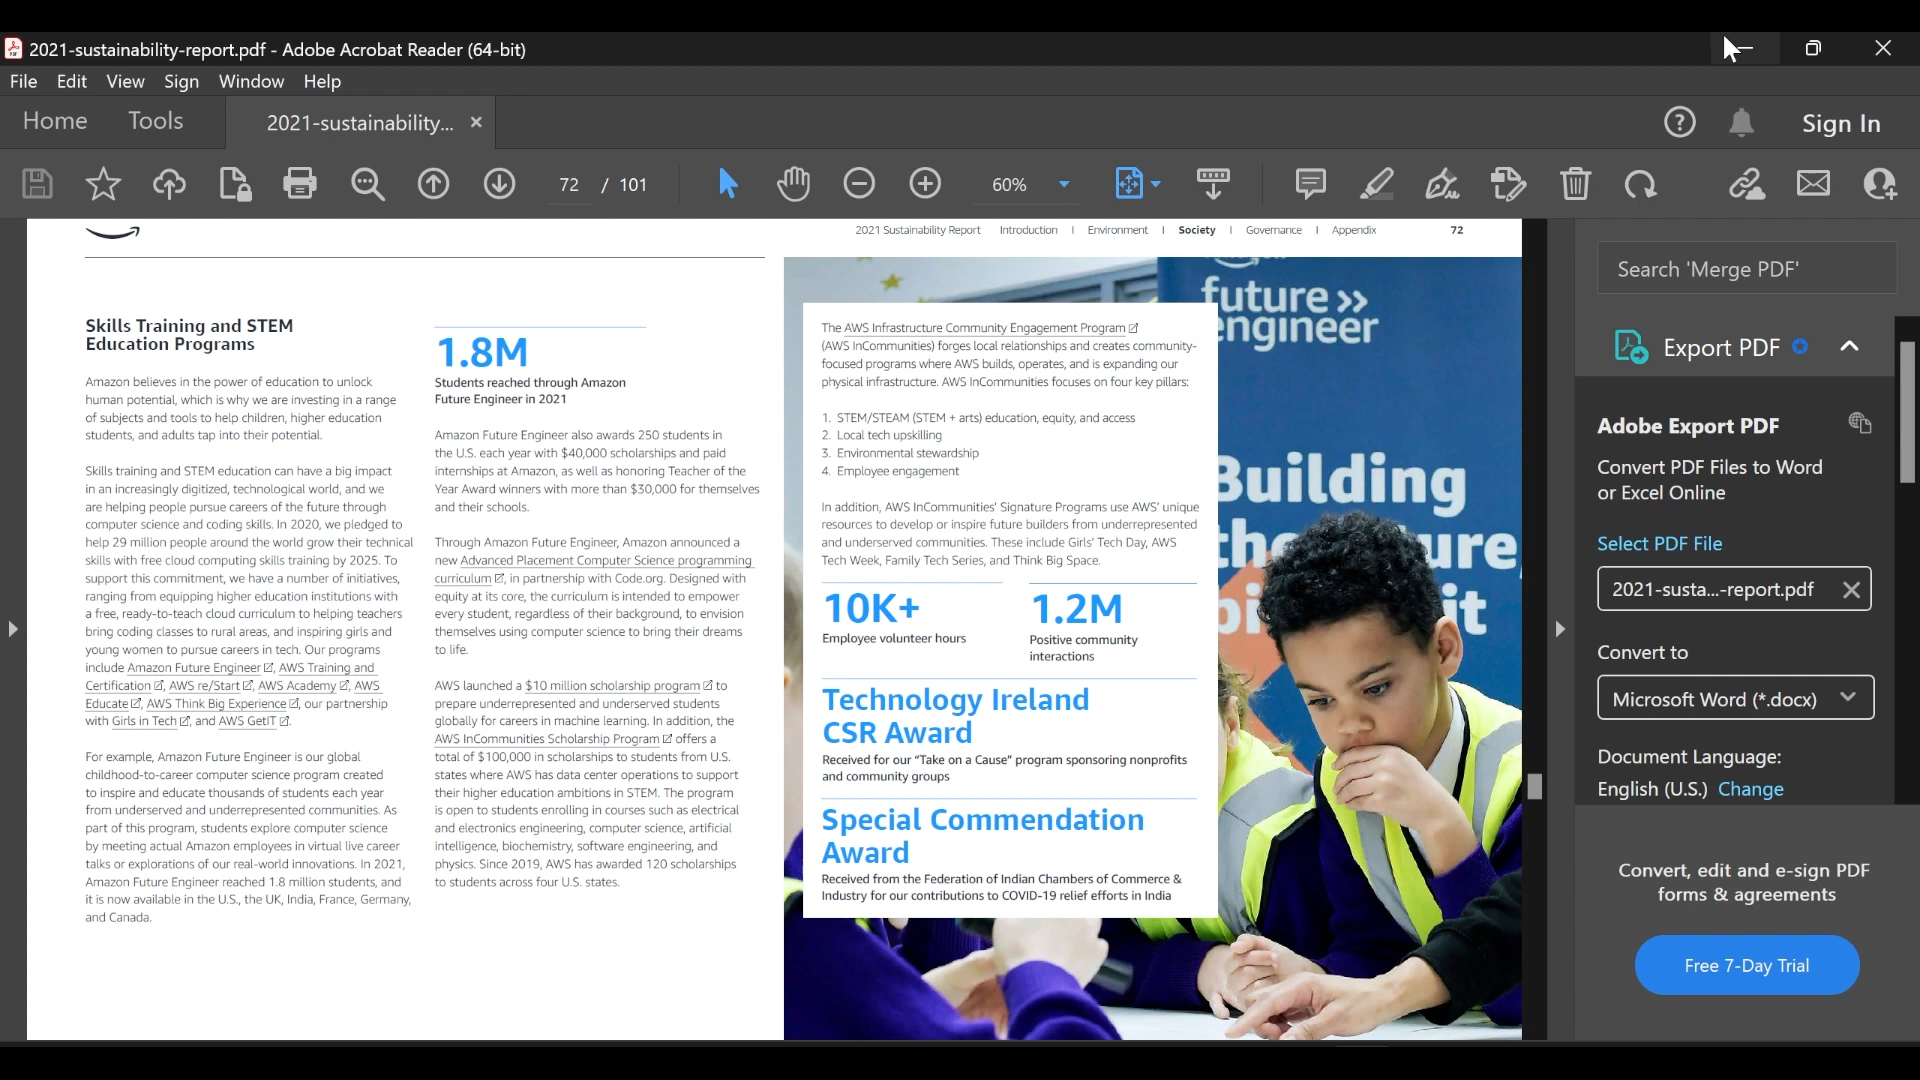 2021-sustainability-report.pdf - Adobe Acrobat Reader (64-bit)
File Edit View Sign Window Help
Home Tools 2021-sustainability... × Sign In
72 / 101 60%
2021 Sustainability Report Introduction | Environment | Society | Governance | Appendix 72
Skills Training and STEM
Education Programs
Amazon believes in the power of education to unlock
human potential, which is why we are investing in a range
of subjects and tools to help children, higher education
students, and adults tap into their potential.
Skills training and STEM education can have a big impact
in an increasingly digitized, technological world, and we
are helping people pursue careers of the future through
computer science and coding skills. In 2020, we pledged to
help 29 million people around the world grow their technical
skills with free cloud computing skills training by 2025. To
support this commitment, we have a number of initiatives,
ranging from equipping higher education institutions with
a free, ready-to-teach cloud curriculum to helping teachers
bring coding classes to rural areas, and inspiring girls and
young women to pursue careers in tech. Our programs
include Amazon Future Engineer, AWS Training and
Certification, AWS re/Start, AWS Academy, AWS
Educate, AWS Think Big Experience, our partnership
with Girls in Tech, and AWS GetIT.
For example, Amazon Future Engineer is our global
childhood-to-career computer science program created
to inspire and educate thousands of students each year
from underserved and underrepresented communities. As
part of this program, students explore computer science
by meeting actual Amazon employees in virtual live career
talks or explorations of our real-world innovations. In 2021,
Amazon Future Engineer reached 1.8 million students, and
it is now available in the U.S., the UK, India, France, Germany,
and Canada.
1.8M
Students reached through Amazon
Future Engineer in 2021
Amazon Future Engineer also awards 250 students in
the U.S. each year with $40,000 scholarships and paid
internships at Amazon, as well as honoring Teacher of the
Year Award winners with more than $30,000 for themselves
and their schools.
Through Amazon Future Engineer, Amazon announced a
new Advanced Placement Computer Science programming
curriculum, in partnership with Code.org. Designed with
equity at its core, the curriculum is intended to empower
every student, regardless of their background, to envision
themselves using computer science to bring their dreams
to life.
AWS launched a $10 million scholarship program to
prepare underrepresented and underserved students
globally for careers in machine learning. In addition, the
AWS InCommunities Scholarship Program offers a
total of $100,000 in scholarships to students from U.S.
states where AWS has data center operations to support
their higher education ambitions in STEM. The program
is open to students enrolling in courses such as electrical
and electronics engineering, computer science, artificial
intelligence, biochemistry, software engineering, and
physics. Since 2019, AWS has awarded 120 scholarships
to students across four U.S. states.
The AWS Infrastructure Community Engagement Program
(AWS InCommunities) forges local relationships and creates community-
focused programs where AWS builds, operates, and is expanding our
physical infrastructure. AWS InCommunities focuses on four key pillars:
1. STEM/STEAM (STEM + arts) education, equity, and access
2. Local tech upskilling
3. Environmental stewardship
4. Employee engagement
In addition, AWS InCommunities' Signature Programs use AWS' unique
resources to develop or inspire future builders from underrepresented
and underserved communities. These include Girls' Tech Day, AWS
Tech Week, Family Tech Series, and Think Big Space.
10K+
Employee volunteer hours
1.2M
Positive community
interactions
Technology Ireland
CSR Award
Received for our "Take on a Cause" program sponsoring nonprofits
and community groups
Special Commendation
Award
Received from the Federation of Indian Chambers of Commerce &
Industry for our contributions to COVID-19 relief efforts in India
future >>
engineer
Building
Search 'Merge PDF'
Export PDF
Adobe Export PDF
Convert PDF Files to Word
or Excel Online
Select PDF File
2021-susta...-report.pdf
Convert to
Microsoft Word (*.docx)
Document Language:
English (U.S.) Change
Convert, edit and e-sign PDF
forms & agreements
Free 7-Day Trial